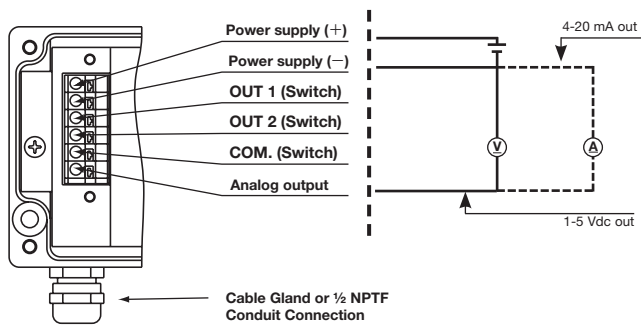 Power supply (+)
Power supply (−)
OUT 1 (Switch)
OUT 2 (Switch)
COM. (Switch)
Analog output
4-20 mA out
V
A
1-5 Vdc out
Cable Gland or ½ NPTF
Conduit Connection